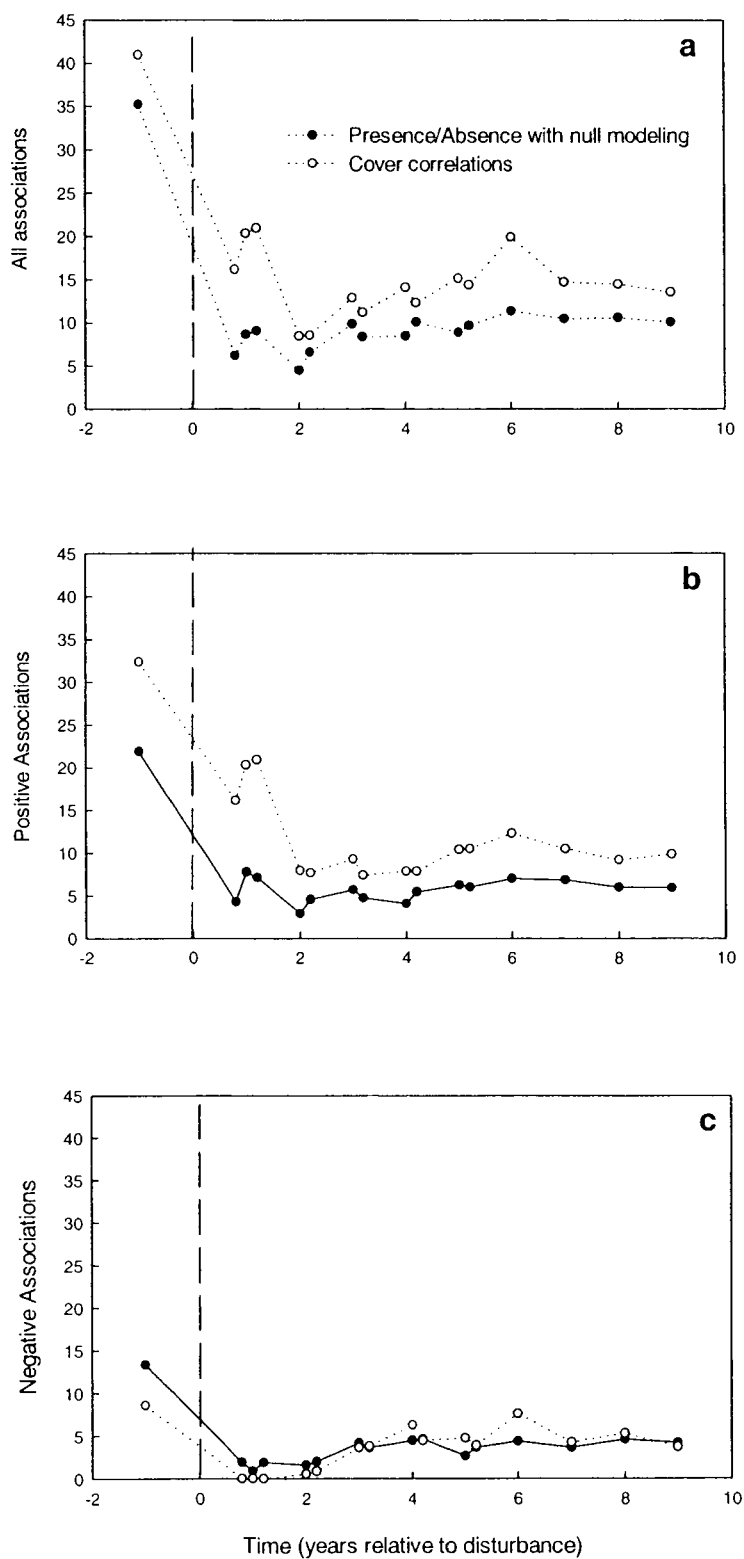 a
45
40
35
30
25
20
15
10
5
0
All associations
Presence/Absence with null modeling
Cover correlations
-2 0 2 4 6 8 10
b
45
40
35
30
25
20
15
10
5
0
Positive Associations
-2 0 2 4 6 8 10
c
45
40
35
30
25
20
15
10
5
0
Negative Associations
-2 0 2 4 6 8 10
Time (years relative to disturbance)